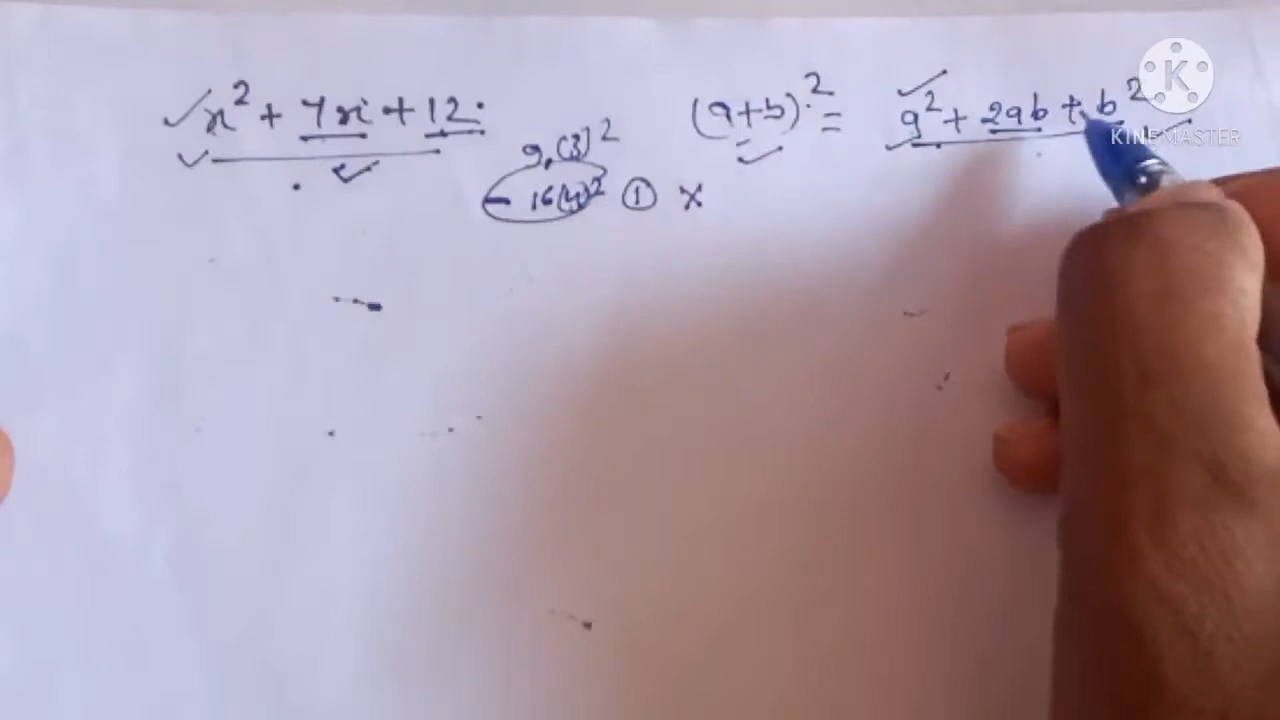 x² + 7x + 12.
(a+b)² = a² + 2ab + b²
9,(3)²
- 16(4)² ① ×
K
KINEMASTER